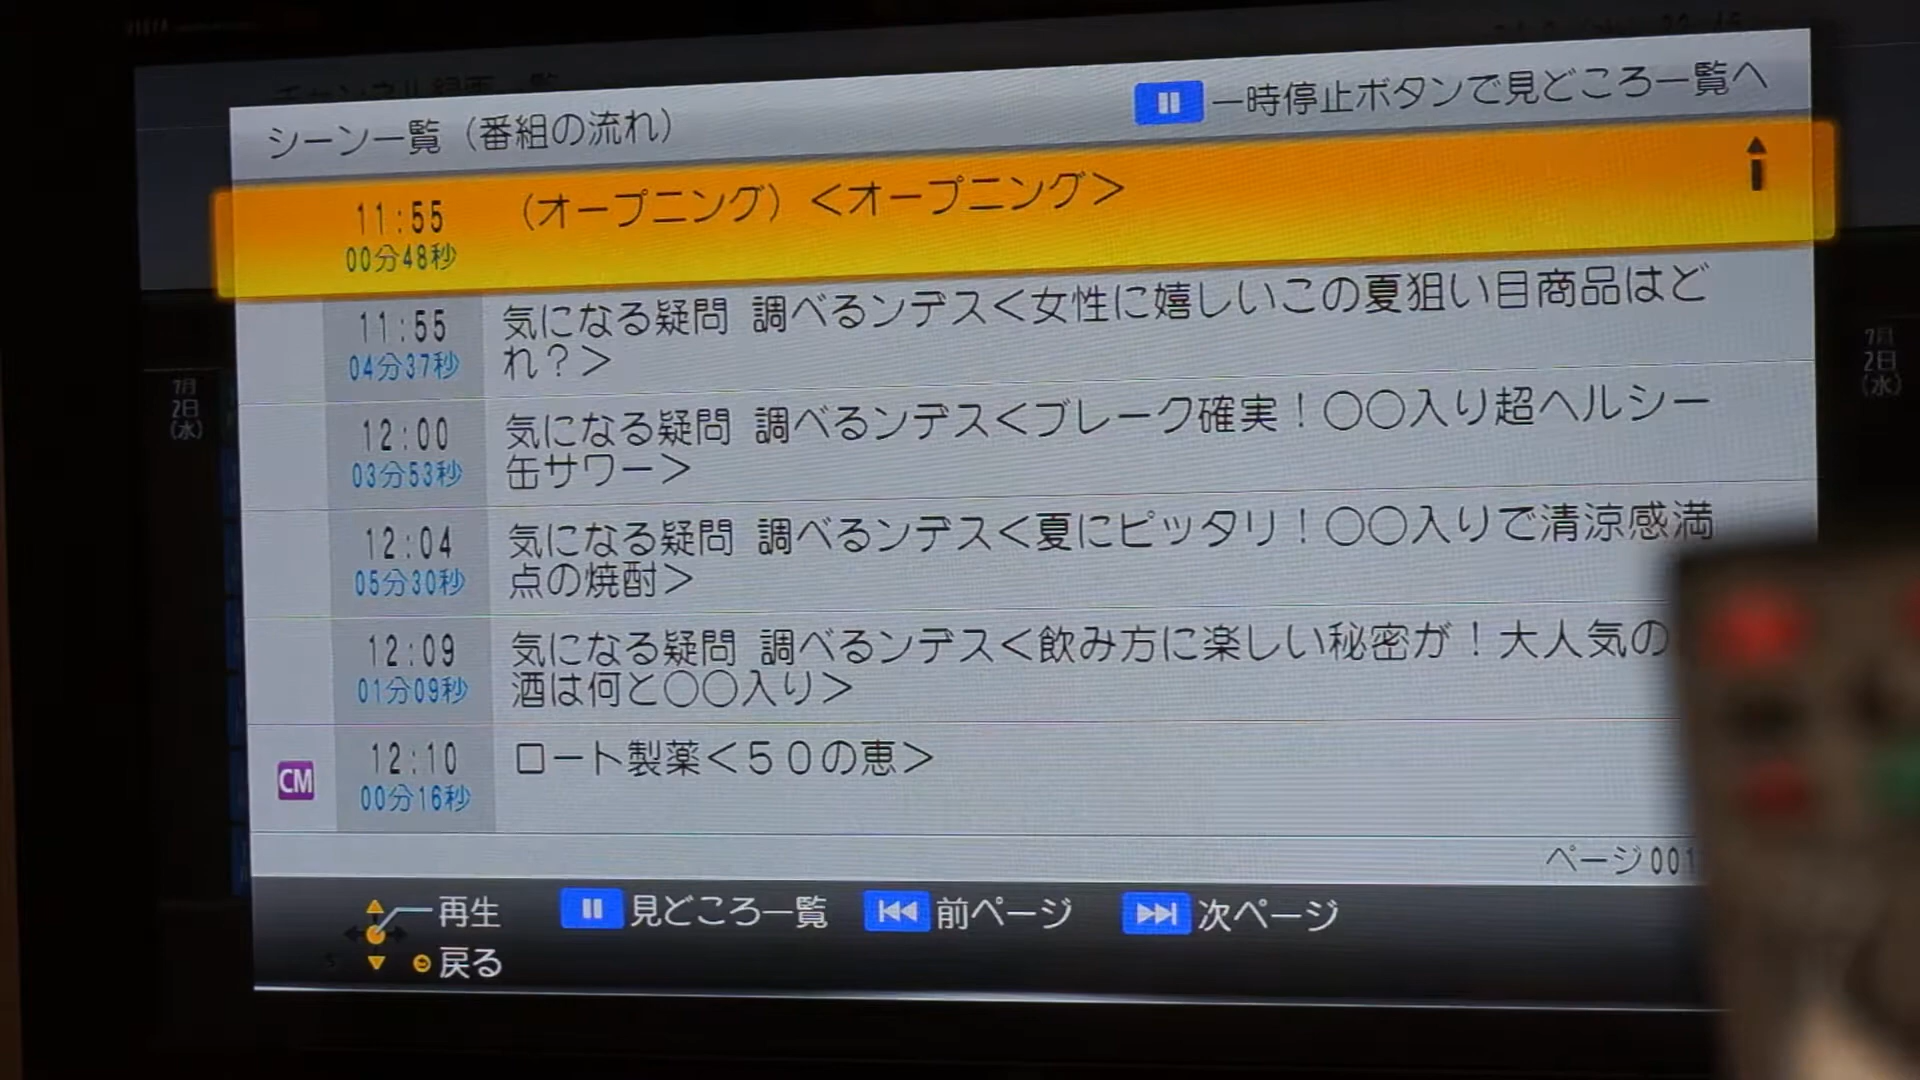 シーン一覧（番組の流れ）
一時停止ボタンで見どころ一覧へ
11:55 （オープニング）＜オープニング＞
00分48秒
11:55 気になる疑問 調べるンデス＜女性に嬉しいこの夏狙い目商品はど
04分37秒 れ？＞
12:00 気になる疑問 調べるンデス＜ブレーク確実！〇〇入り超ヘルシー
03分53秒 缶サワー＞
12:04 気になる疑問 調べるンデス＜夏にピッタリ！〇〇入りで清涼感満
05分30秒 点の焼酎＞
12:09 気になる疑問 調べるンデス＜飲み方に楽しい秘密が！大人気の
01分09秒 酒は何と〇〇入り＞
CM 12:10 ロート製薬＜５０の恵＞
00分16秒
ページ001
再生 見どころ一覧 前ページ 次ページ
戻る
7月
2日
(水)
7月
2日
(水)